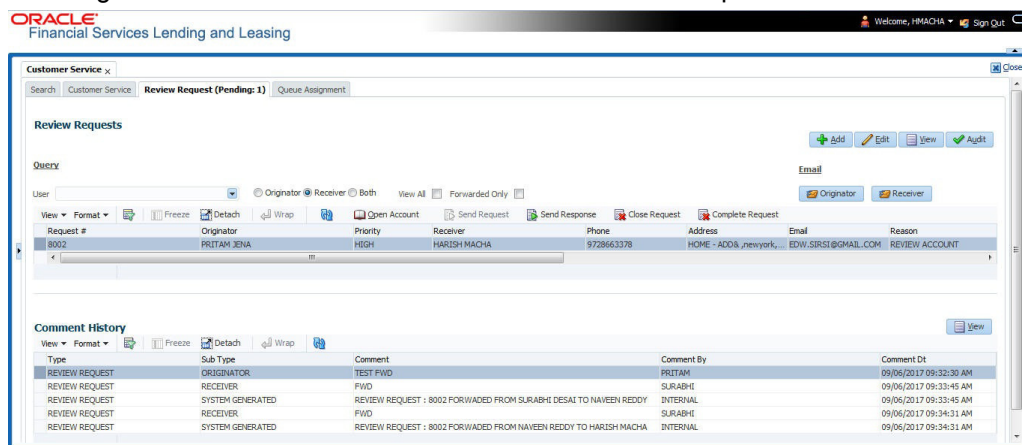 ORACLE
Welcome, HMACHA Sign Out
Financial Services Lending and Leasing
Customer Service x
Close
Search Customer Service Review Request (Pending: 1) Queue Assignment
Review Requests
Add Edit View Audit
Query Email
User Originator Receiver Both View All Forwarded Only Originator Receiver
View Format Freeze Detach Wrap Open Account Send Request Send Response Close Request Complete Request
Request # Originator Priority Receiver Phone Address Email Reason
8002 PRITAM JENA HIGH HARISH MACHA 9728663378 HOME - ADD& ,newyork,... EDW.SIRSI@GMAIL.COM REVIEW ACCOUNT
Comment History
View
View Format Freeze Detach Wrap
Type Sub Type Comment Comment By Comment Dt
REVIEW REQUEST ORIGINATOR TEST FWD PRITAM 09/06/2017 09:32:30 AM
REVIEW REQUEST RECEIVER FWD SURABHI 09/06/2017 09:33:45 AM
REVIEW REQUEST SYSTEM GENERATED REVIEW REQUEST : 8002 FORWADED FROM SURABHI DESAI TO NAVEEN REDDY INTERNAL 09/06/2017 09:33:45 AM
REVIEW REQUEST RECEIVER FWD SURABHI 09/06/2017 09:34:31 AM
REVIEW REQUEST SYSTEM GENERATED REVIEW REQUEST : 8002 FORWADED FROM NAVEEN REDDY TO HARISH MACHA INTERNAL 09/06/2017 09:34:31 AM